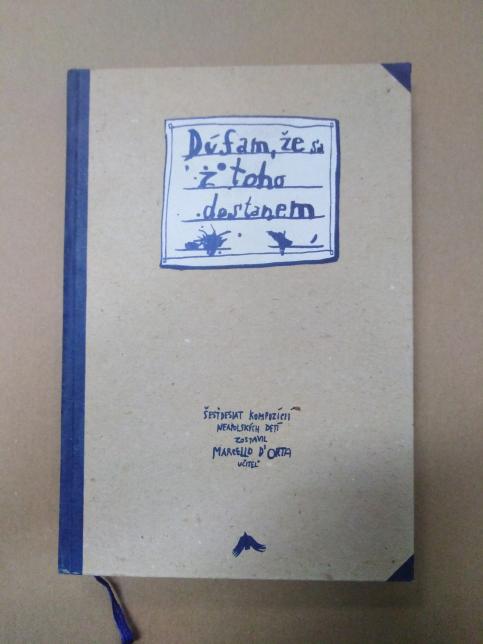 Dúfam, že sa
z toho
dostanem
ŠESŤDESIAT KOMPOZÍCIÍ
NEAPOLSKÝCH DETÍ
ZOSTAVIL
MARCELLO D'ORTA
UČITEĽ